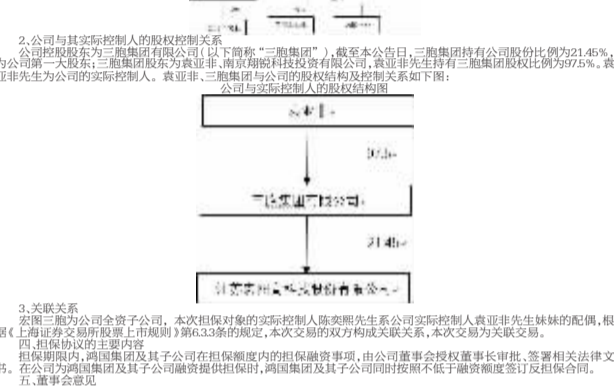 2、公司与其实际控制人的股权控制关系
公司控股股东为三胞集团有限公司(以下简称“三胞集团”),截至本公告日,三胞集团持有公司股份比例为21.45%,
为公司第一大股东;三胞集团股东为袁亚非、南京翔锐科技投资有限公司,袁亚非先生持有三胞集团股权比例为97.5%。袁
亚非先生为公司的实际控制人。袁亚非、三胞集团与公司的股权结构及控制关系如下图:
公司与实际控制人的股权结构图
97.5
三胞集团有限公司
21.45
3、关联关系
宏图三胞为公司全资子公司,本次担保对象的实际控制人陈奕熙先生系公司实际控制人袁亚非先生妹妹的配偶,根
据《上海证券交易所股票上市规则》第6.3.3条的规定,本次交易的双方构成关联关系,本次交易为关联交易。
四、担保协议的主要内容
担保期限内,鸿国集团及其子公司在担保额度内的担保融资事项,由公司董事会授权董事长审批、签署相关法律文
书。在公司为鸿国集团及其子公司融资提供担保时,鸿国集团及其子公司同时按照不低于融资额度签订反担保合同。
五、董事会意见